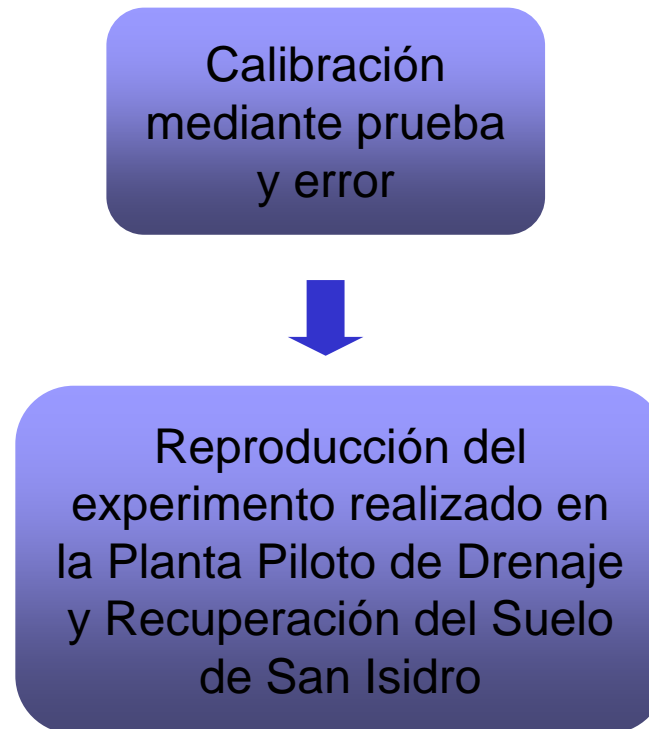 Calibración
mediante prueba
y error
Reproducción del
experimento realizado en
la Planta Piloto de Drenaje
y Recuperación del Suelo
de San Isidro